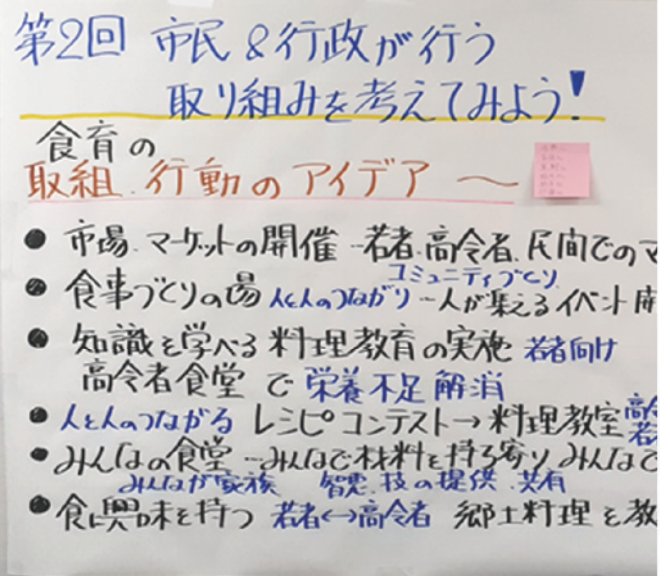 第2回 市民&行政が行う
取り組みを考えてみよう!
食育の
取組、行動のアイデア 〜
● 市場、マーケットの開催 …若者、高令者、民間でのマ
コミュニティづくり
● 食事づくりの場 人と人のつながり …人が集えるイベント開
● 知識を学べる料理教育の実施 若者向け
高令者食堂で栄養不足解消
● 人と人のつながる レシピコンテスト→料理教室 高令
若者
● みんなの食堂 …みんなで材料を持ち寄り みんなで
みんなが家族 智恵、技の提供、共有
● 食に興味を持つ 若者↔高令者 郷土料理を教